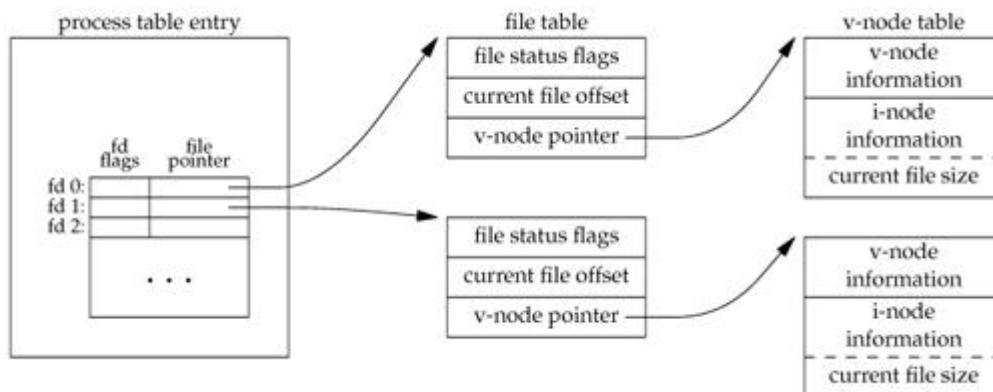 process table entry
fd
flags
file
pointer
fd 0:
fd 1:
fd 2:
• • •
file table
file status flags
current file offset
v-node pointer
file status flags
current file offset
v-node pointer
v-node table
v-node
information
i-node
information
current file size
v-node
information
i-node
information
current file size